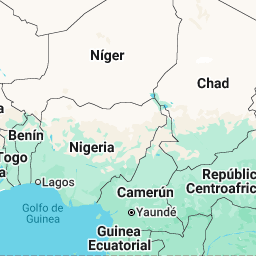 Níger
Chad
Benín
Nigeria
Togo
Lagos
República
Centroafric
Camerún
Golfo de
Guinea
Yaundé
Guinea
Ecuatorial